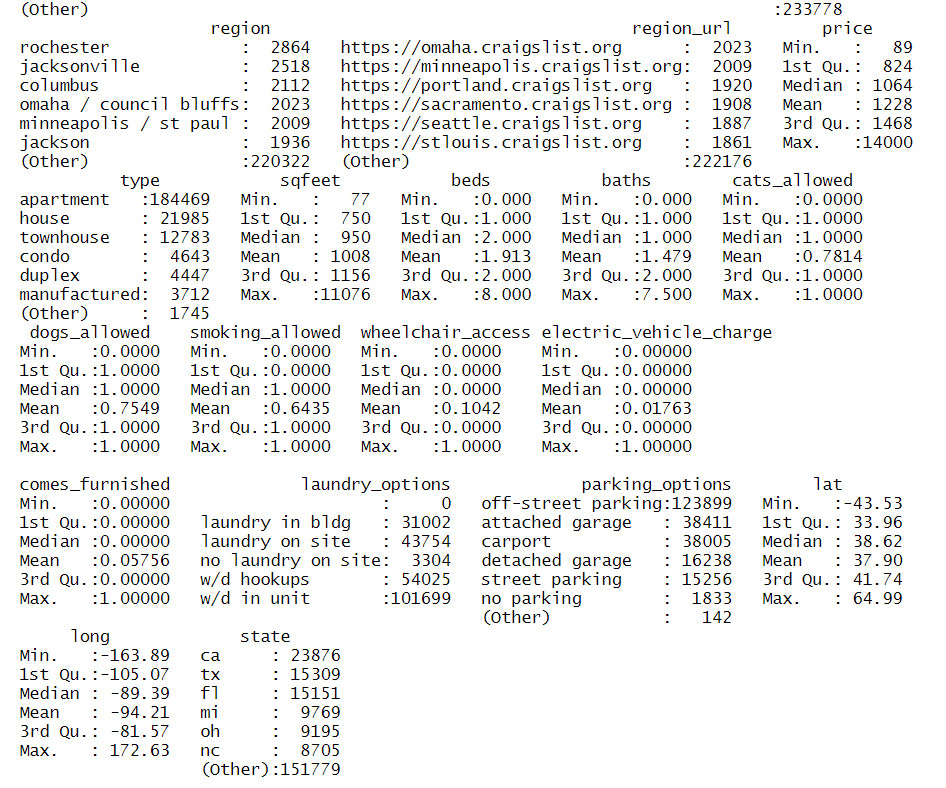 (Other) :233778
region region_url price
rochester : 2864 https://omaha.craigslist.org : 2023 Min. : 89
jacksonville : 2518 https://minneapolis.craigslist.org: 2009 1st Qu.: 824
columbus : 2112 https://portland.craigslist.org : 1920 Median : 1064
omaha / council bluffs: 2023 https://sacramento.craigslist.org : 1908 Mean : 1228
minneapolis / st paul : 2009 https://seattle.craigslist.org : 1887 3rd Qu.: 1468
jackson : 1936 https://stlouis.craigslist.org : 1861 Max. :14000
(Other) :220322 (Other) :222176
type sqfeet beds baths cats_allowed
apartment :184469 Min. : 77 Min. :0.000 Min. :0.000 Min. :0.0000
house : 21985 1st Qu.: 750 1st Qu.:1.000 1st Qu.:1.000 1st Qu.:1.0000
townhouse : 12783 Median : 950 Median :2.000 Median :1.000 Median :1.0000
condo : 4643 Mean : 1008 Mean :1.913 Mean :1.479 Mean :0.7814
duplex : 4447 3rd Qu.: 1156 3rd Qu.:2.000 3rd Qu.:2.000 3rd Qu.:1.0000
manufactured: 3712 Max. :11076 Max. :8.000 Max. :7.500 Max. :1.0000
(Other) : 1745
dogs_allowed smoking_allowed wheelchair_access electric_vehicle_charge
Min. :0.0000 Min. :0.0000 Min. :0.0000 Min. :0.00000
1st Qu.:1.0000 1st Qu.:0.0000 1st Qu.:0.0000 1st Qu.:0.00000
Median :1.0000 Median :1.0000 Median :0.0000 Median :0.00000
Mean :0.7549 Mean :0.6435 Mean :0.1042 Mean :0.01763
3rd Qu.:1.0000 3rd Qu.:1.0000 3rd Qu.:0.0000 3rd Qu.:0.00000
Max. :1.0000 Max. :1.0000 Max. :1.0000 Max. :1.00000
comes_furnished laundry_options parking_options lat
Min. :0.00000 : 0 off-street parking:123899 Min. :-43.53
1st Qu.:0.00000 laundry in bldg : 31002 attached garage : 38411 1st Qu.: 33.96
Median :0.00000 laundry on site : 43754 carport : 38005 Median : 38.62
Mean :0.05756 no laundry on site: 3304 detached garage : 16238 Mean : 37.90
3rd Qu.:0.00000 w/d hookups : 54025 street parking : 15256 3rd Qu.: 41.74
Max. :1.00000 w/d in unit :101699 no parking : 1833 Max. : 64.99
(Other) : 142
long state
Min. :-163.89 ca : 23876
1st Qu.:-105.07 tx : 15309
Median : -89.39 fl : 15151
Mean : -94.21 mi : 9769
3rd Qu.: -81.57 oh : 9195
Max. : 172.63 nc : 8705
(Other):151779